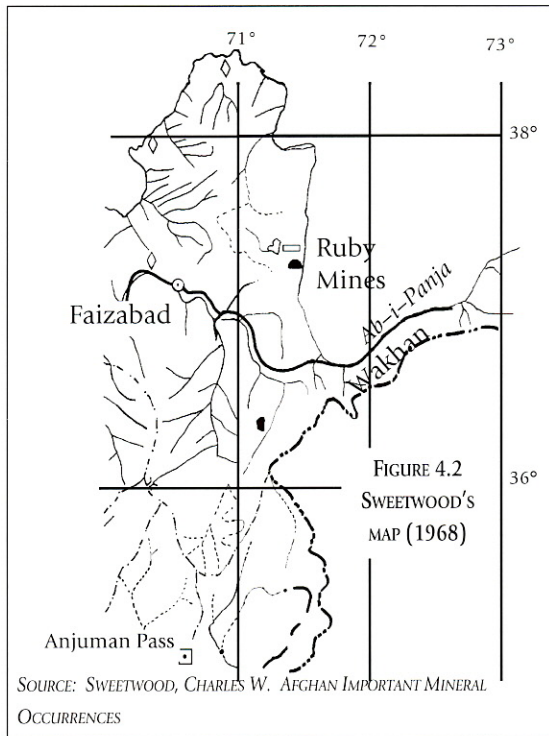 71°
72°
73°
38°
Ruby
Mines
Faizabad
Ab-i-Panja
Wakhan
36°
FIGURE 4.2
SWEETWOOD'S
MAP (1968)
Anjuman Pass
SOURCE: SWEETWOOD, CHARLES W. AFGHAN IMPORTANT MINERAL
OCCURRENCES